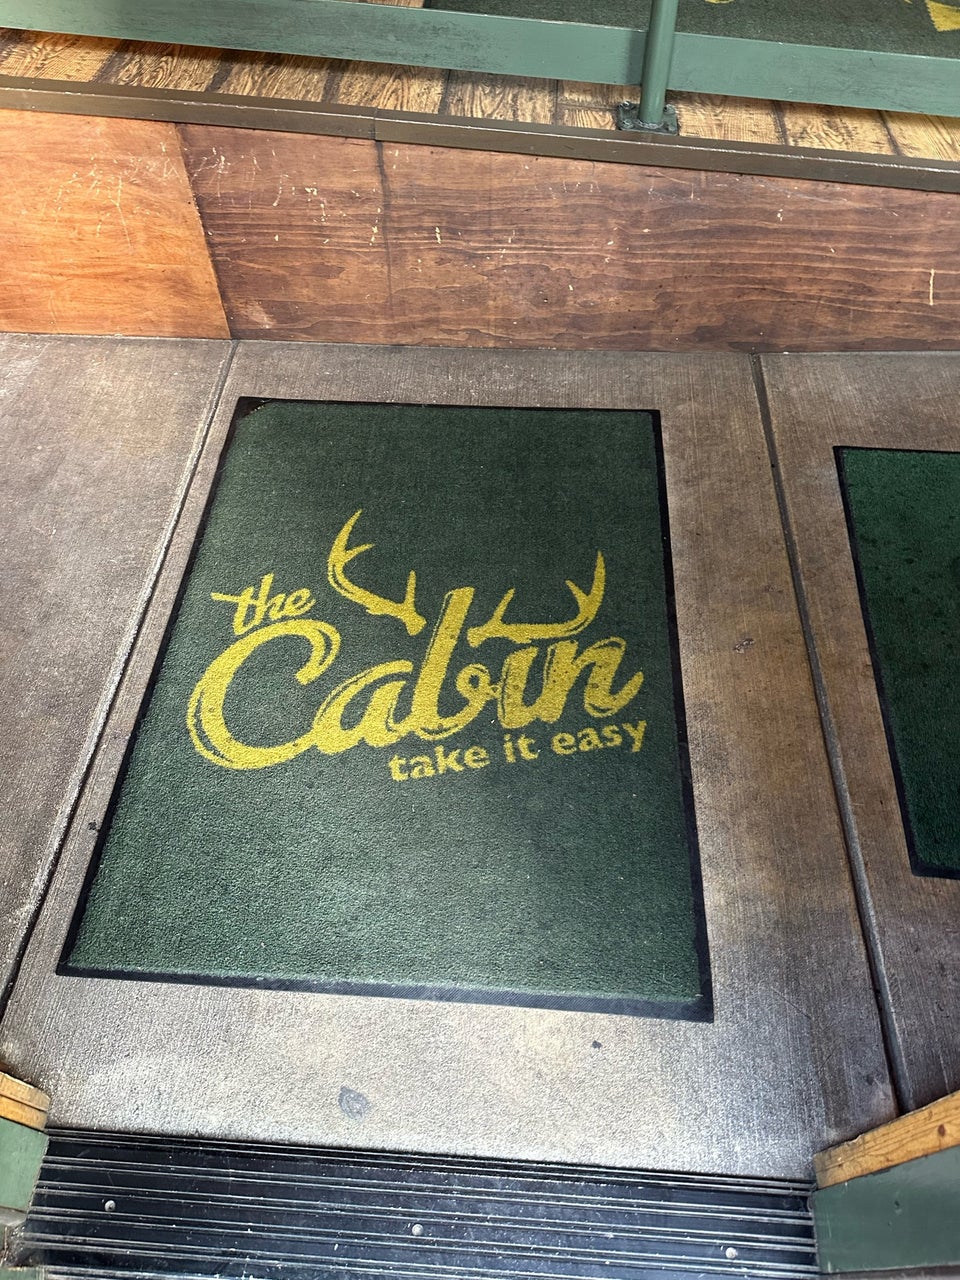 the
Cabin
take it easy